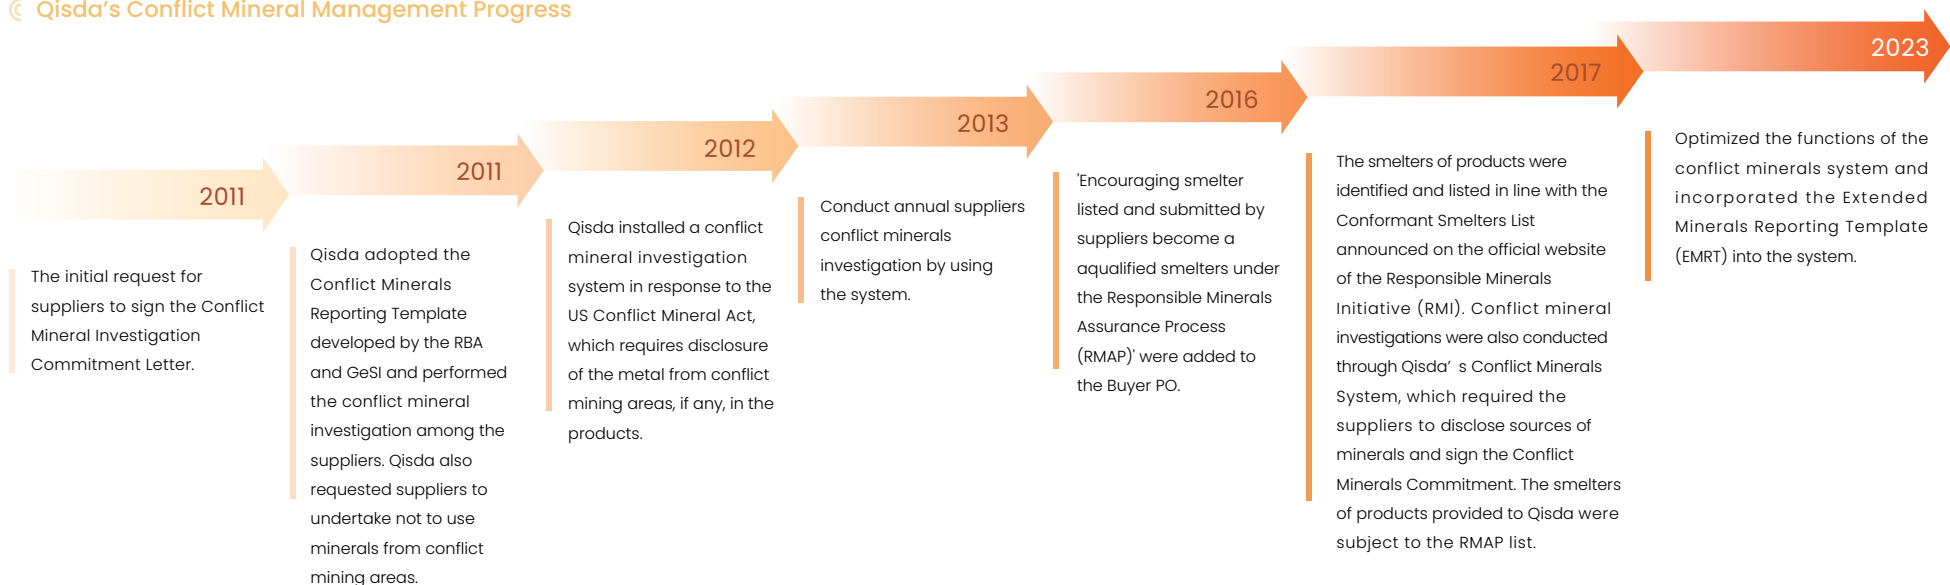 Qisda's Conflict Mineral Management Progress
2011
The initial request for
suppliers to sign the Conflict
Mineral Investigation
Commitment Letter.
2011
Qisda adopted the
Conflict Minerals
Reporting Template
developed by the RBA
and GeSI and performed
the conflict mineral
investigation among the
suppliers. Qisda also
requested suppliers to
undertake not to use
minerals from conflict
mining areas.
2012
Qisda installed a conflict
mineral investigation
system in response to the
US Conflict Mineral Act,
which requires disclosure
of the metal from conflict
mining areas, if any, in the
products.
2013
Conduct annual suppliers
conflict minerals
investigation by using
the system.
2016
'Encouraging smelter
listed and submitted by
suppliers become a
aqualified smelters under
the Responsible Minerals
Assurance Process
(RMAP)' were added to
the Buyer PO.
2017
The smelters of products were
identified and listed in line with the
Conformant Smelters List
announced on the official website
of the Responsible Minerals
Initiative (RMI). Conflict mineral
investigations were also conducted
through Qisda' s Conflict Minerals
System, which required the
suppliers to disclose sources of
minerals and sign the Conflict
Minerals Commitment. The smelters
of products provided to Qisda were
subject to the RMAP list.
2023
Optimized the functions of the
conflict minerals system and
incorporated the Extended
Minerals Reporting Template
(EMRT) into the system.